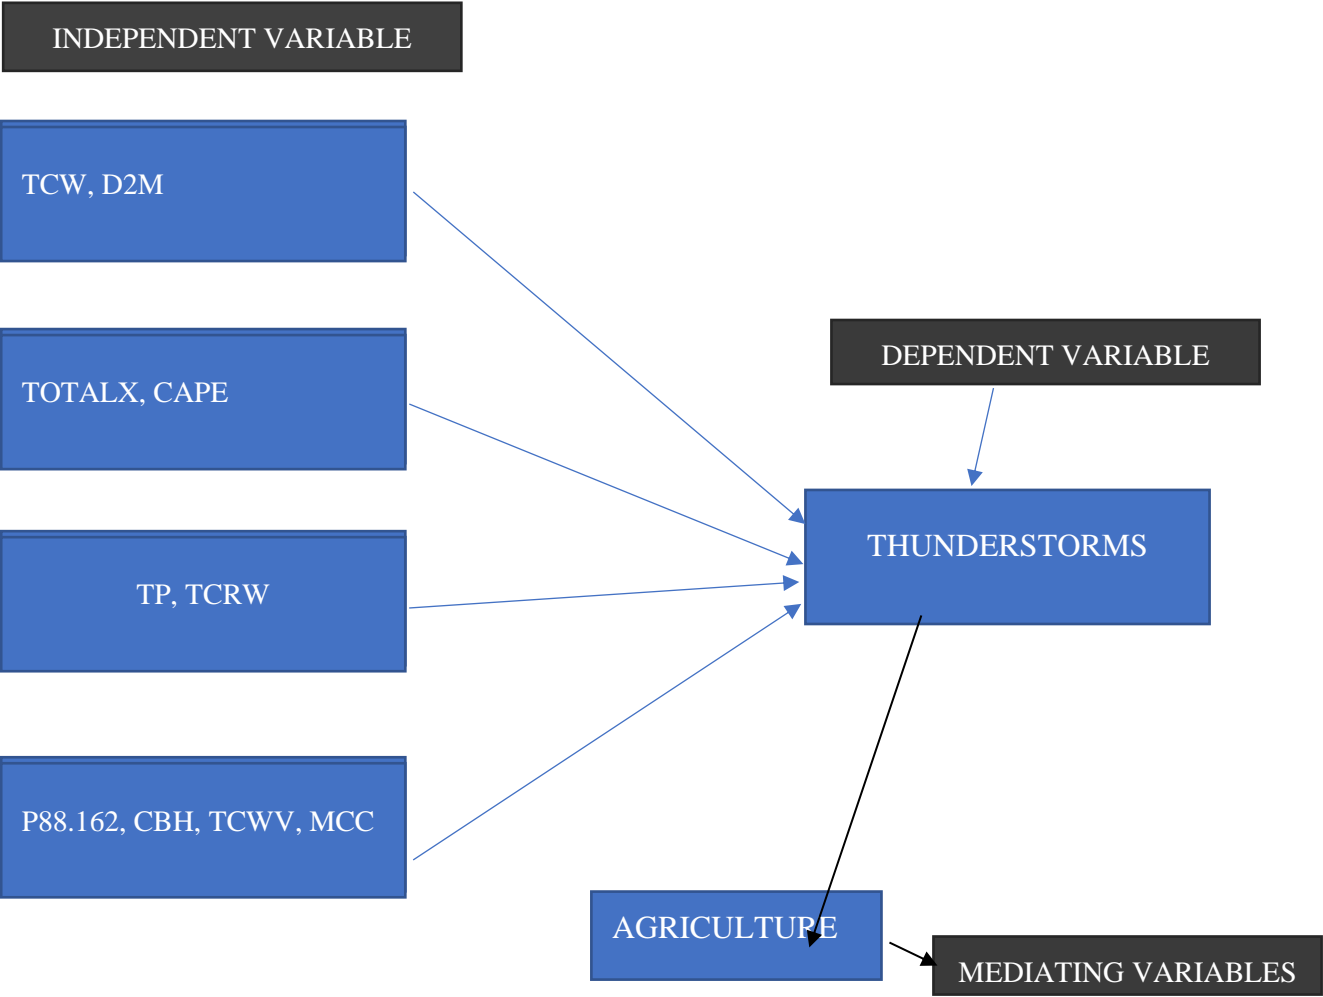 INDEPENDENT VARIABLE
TCW, D2M
TOTALX, CAPE
DEPENDENT VARIABLE
THUNDERSTORMS
TP, TCRW
P88.162, CBH, TCWV, MCC
AGRICULTURE
MEDIATING VARIABLES